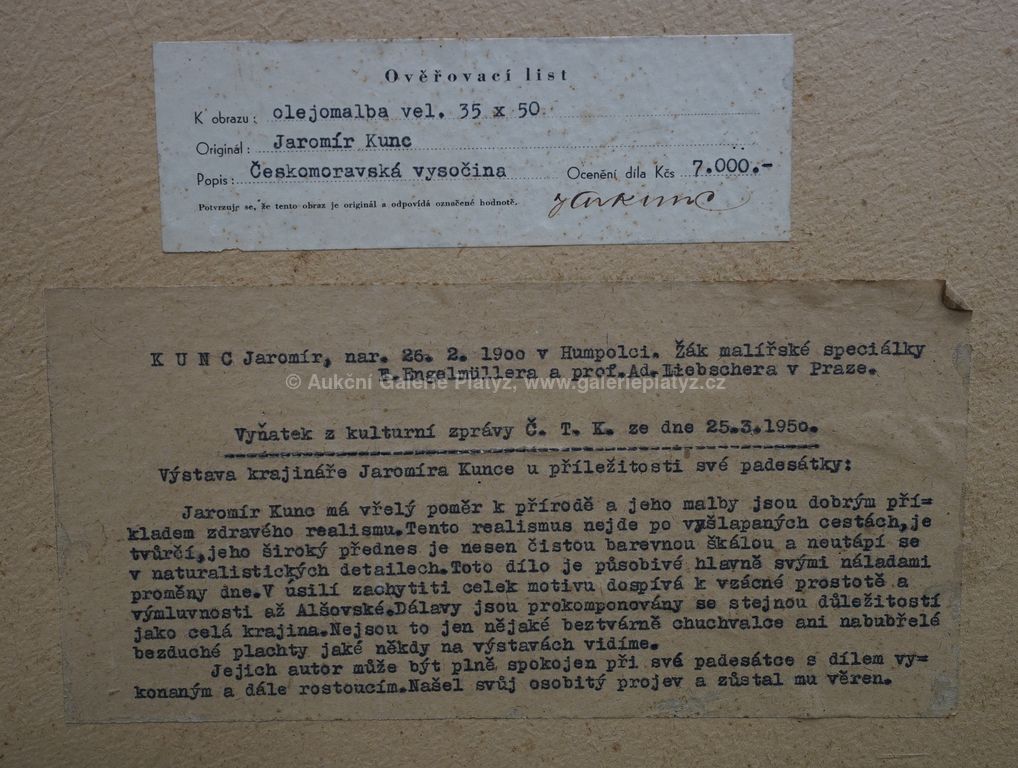 Ověřovací list
K obrazu: olejomalba vel. 35 x 50
Originál: Jaromír Kunc
Popis: Českomoravská vysočina Ocenění díla Kčs 7.000.-
Potvrzuje se, že tento obraz je originál a odpovídá označené hodnotě. JarKunc
K U N C Jaromír, nar. 26. 2. 1900 v Humpolci. Žák malířské speciálky
F. Engelmüllera a prof. Ad. Liebschera v Praze.
© Aukční Galerie Platýz, www.galerieplatyz.cz
Vyňatek z kulturní zprávy Č. T. K. ze dne 25.3.1950.
Výstava krajináře Jaromíra Kunce u příležitosti své padesátky:
Jaromír Kunc má vřelý poměr k přírodě a jeho malby jsou dobrým pří=
kladem zdravého realismu.Tento realismus nejde po vyšlapaných cestách,je
tvůrčí,jeho široký přednes je nesen čistou barevnou škálou a neutápí se
v naturalistických detailech.Toto dílo je působivé hlavně svými náladami
proměny dne.V úsilí zachytiti celek motivu dospívá k vzácné prostotě a
výmluvnosti až Alšovské.Dálavy jsou prokomponovány se stejnou důležitostí
jako celá krajina.Nejsou to jen nějaké beztvárně chuchvalce ani nabubřelé
bezduché plachty jaké někdy na výstavách vidíme.
Jejich autor může být plně spokojen při své padesátce s dílem vy=
konaným a dále rostoucím.Našel svůj osobitý projev a zůstal mu věren.